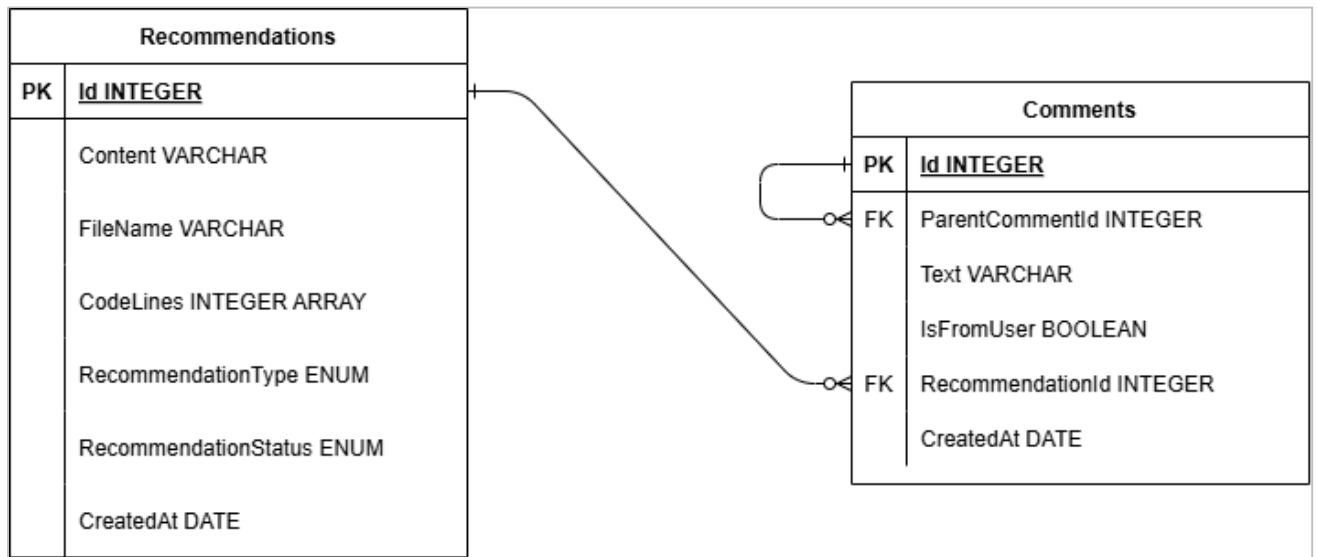 Recommendations
PK Id INTEGER
Content VARCHAR
FileName VARCHAR
CodeLines INTEGER ARRAY
RecommendationType ENUM
RecommendationStatus ENUM
CreatedAt DATE
Comments
PK Id INTEGER
FK ParentCommentId INTEGER
Text VARCHAR
IsFromUser BOOLEAN
FK RecommendationId INTEGER
CreatedAt DATE